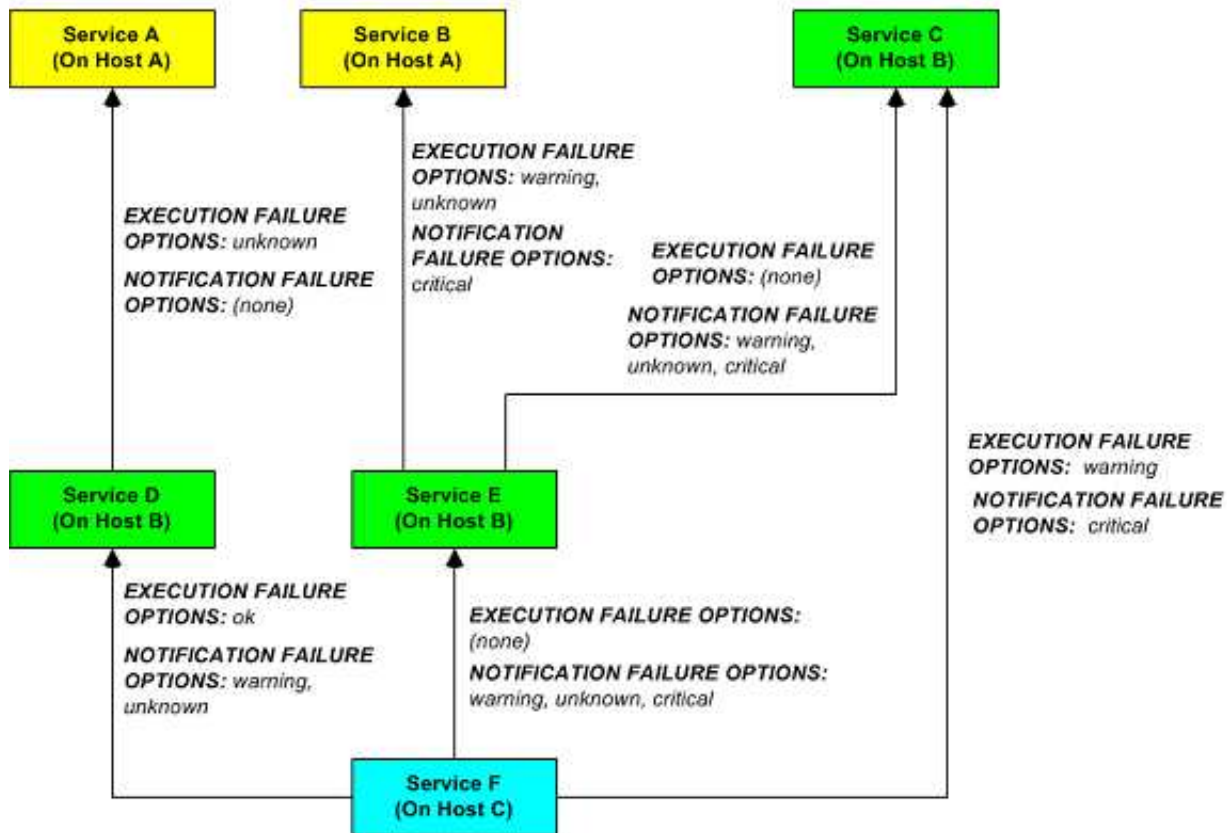 Service A
(On Host A)
Service B
(On Host A)
Service C
(On Host B)
EXECUTION FAILURE
OPTIONS: unknown
NOTIFICATION FAILURE
OPTIONS: (none)
EXECUTION FAILURE
OPTIONS: warning,
unknown
NOTIFICATION
FAILURE OPTIONS:
critical
EXECUTION FAILURE
OPTIONS: (none)
NOTIFICATION FAILURE
OPTIONS: warning,
unknown, critical
EXECUTION FAILURE
OPTIONS: warning
NOTIFICATION FAILURE
OPTIONS: critical
Service D
(On Host B)
Service E
(On Host B)
EXECUTION FAILURE
OPTIONS: ok
NOTIFICATION FAILURE
OPTIONS: warning,
unknown
EXECUTION FAILURE OPTIONS:
(none)
NOTIFICATION FAILURE OPTIONS:
warning, unknown, critical
Service F
(On Host C)